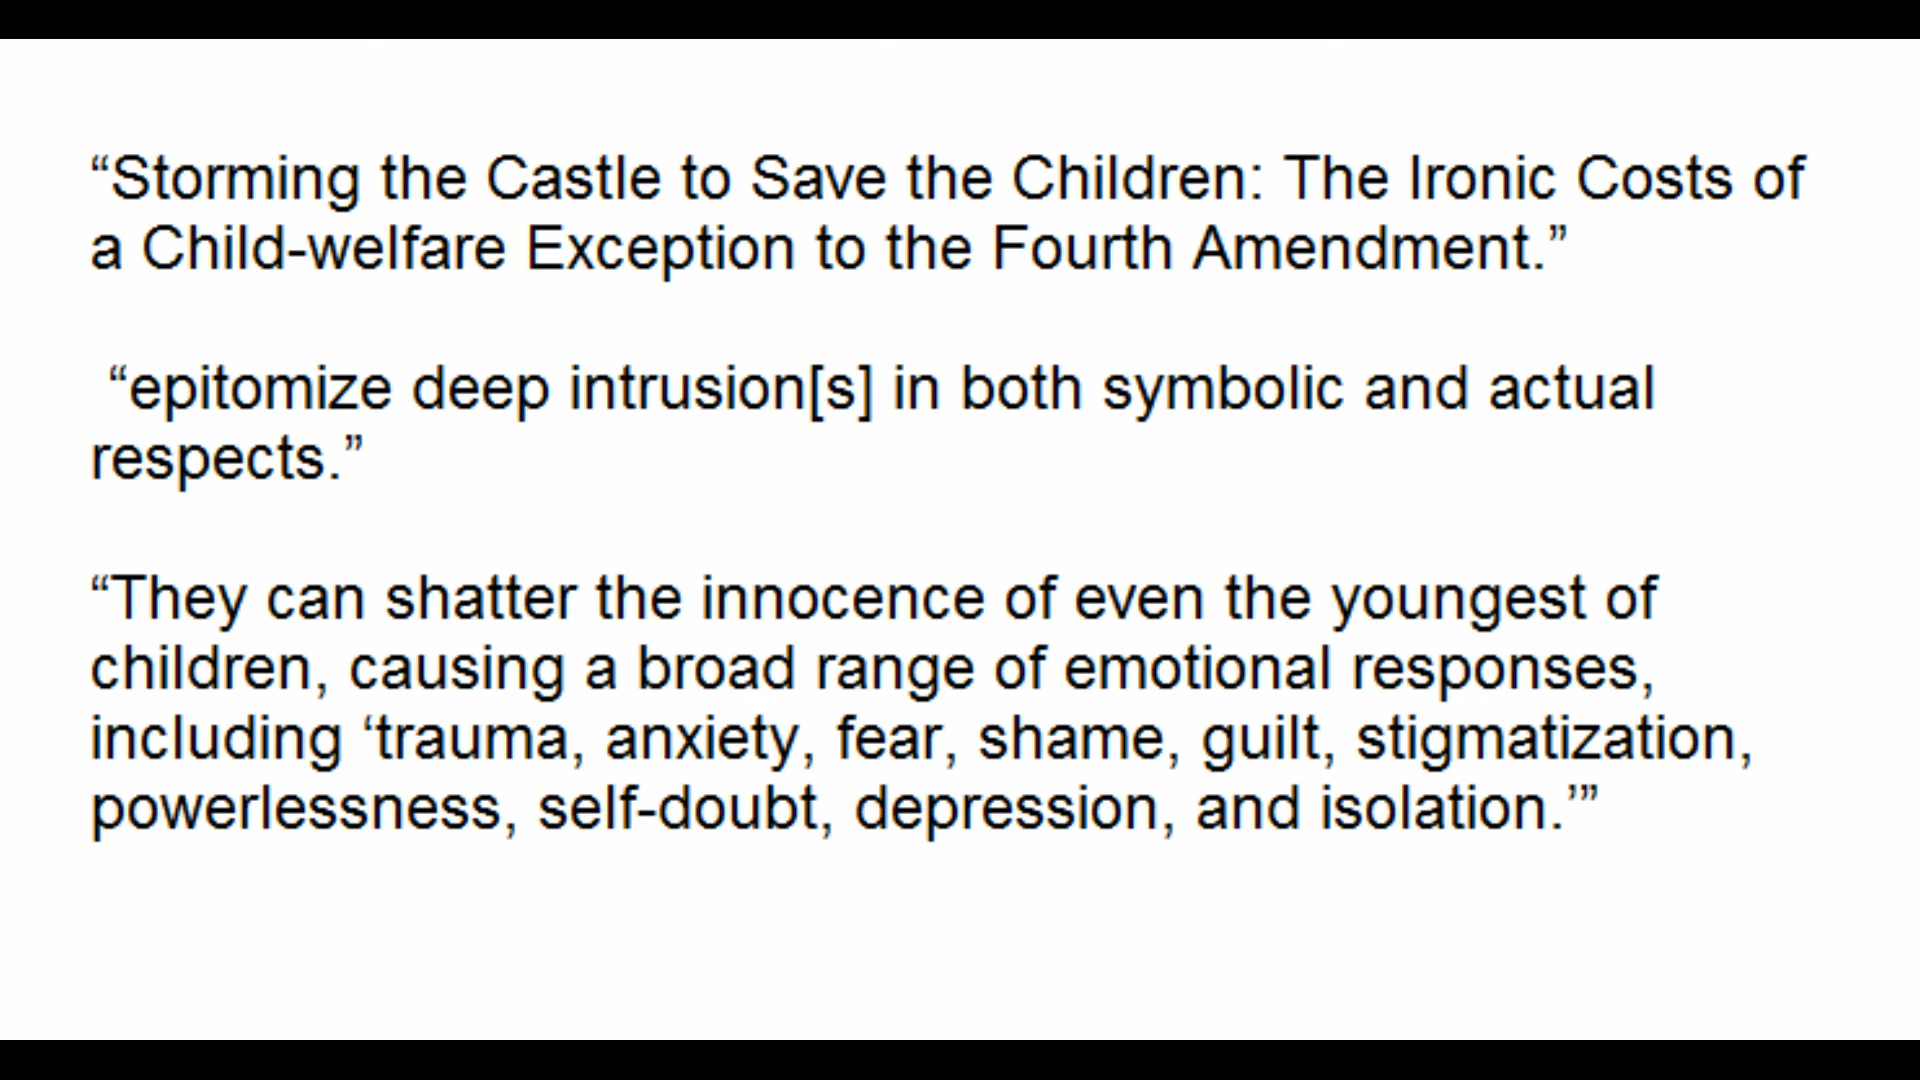 “Storming the Castle to Save the Children: The Ironic Costs of
a Child-welfare Exception to the Fourth Amendment.”
“epitomize deep intrusion[s] in both symbolic and actual
respects.”
“They can shatter the innocence of even the youngest of
children, causing a broad range of emotional responses,
including ‘trauma, anxiety, fear, shame, guilt, stigmatization,
powerlessness, self-doubt, depression, and isolation.’”